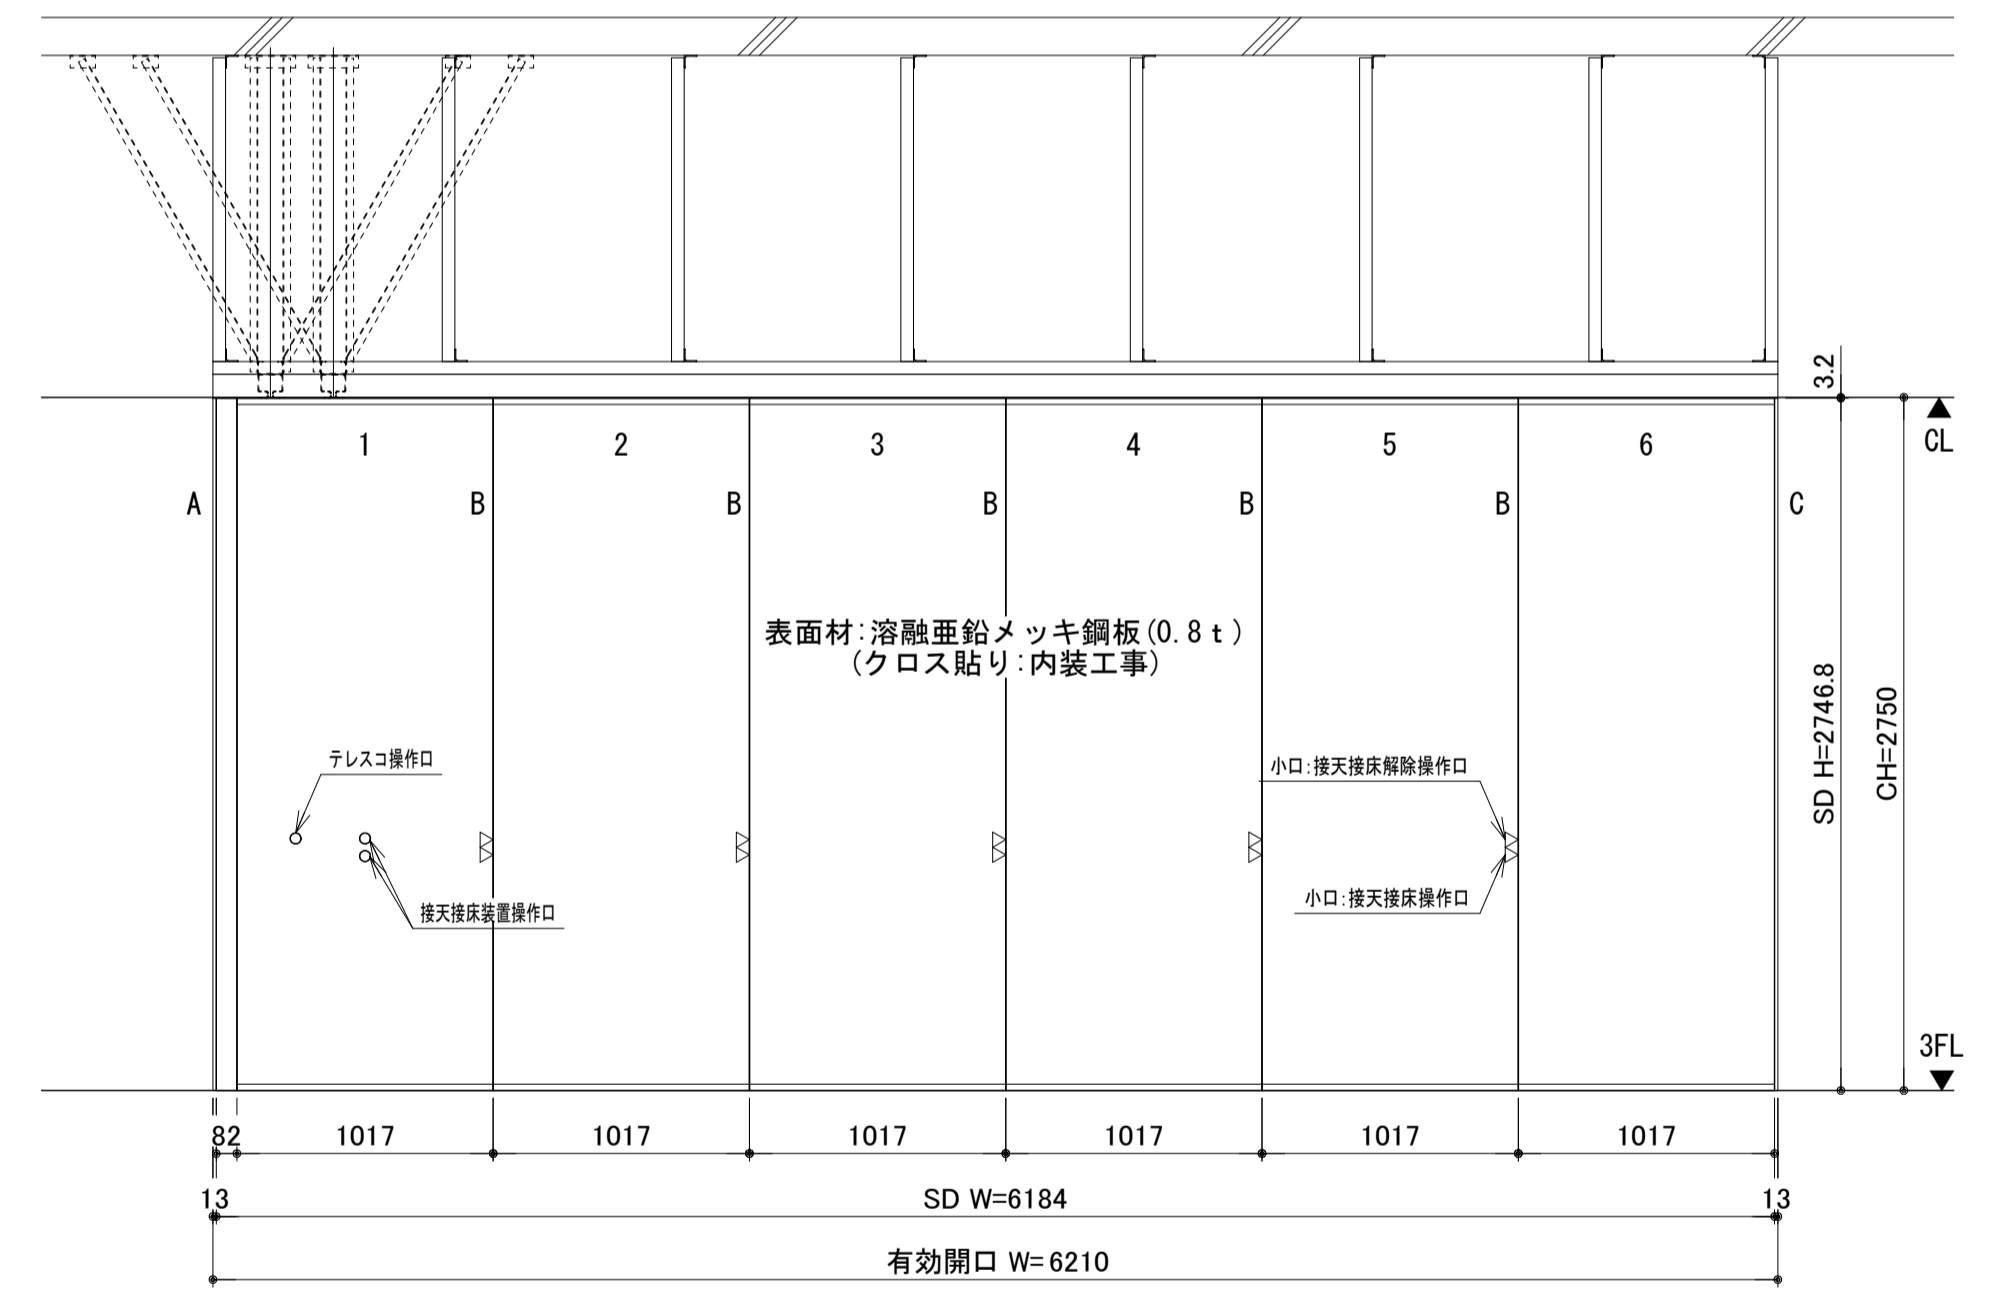 3.2
CL
1 2 3 4 5 6
A B B B B B C
表面材:溶融亜鉛メッキ鋼板(0.8t)
(クロス貼り:内装工事)
SD H=2746.8
CH=2750
テレスコ操作口
小口:接天接床解除操作口
小口:接天接床操作口
接天接床装置操作口
3FL
82 1017 1017 1017 1017 1017 1017
13 SD W=6184 13
有効開口 W=6210